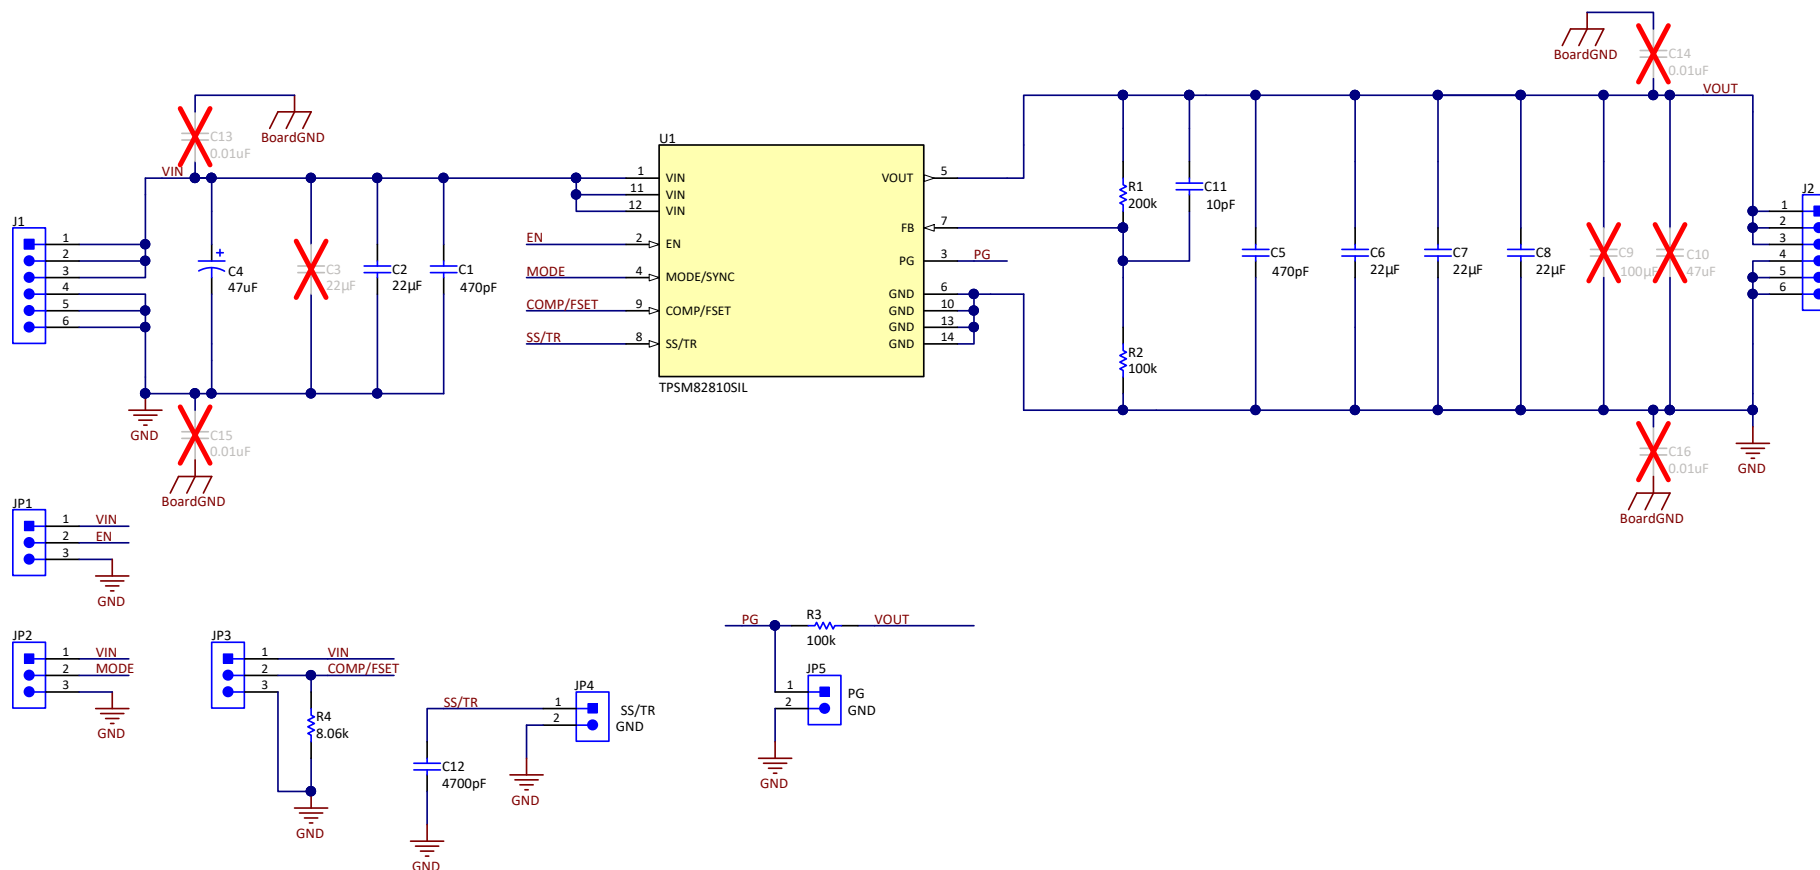 BoardGND
C14
0.01uF
VOUT
C13
0.01uF
BoardGND
VIN
U1
1 VIN
11 VIN
12 VIN
2 EN
EN
4 MODE/SYNC
MODE
9 COMP/FSET
COMP/FSET
8 SS/TR
SS/TR
VOUT 5
FB 7
PG 3
PG
GND 6
GND 10
GND 13
GND 14
TPSM82810SIL
J1
1
2
3
4
5
6
C4
47uF
C3
22µF
C2
22µF
C1
470pF
GND
C15
0.01uF
BoardGND
R1
200k
C11
10pF
R2
100k
C5
470pF
C6
22µF
C7
22µF
C8
22µF
C9
100µF
C10
47uF
J2
1
2
3
4
5
6
C16
0.01uF
BoardGND
GND
JP1
1 VIN
2 EN
3
GND
JP2
1 VIN
2 MODE
3
GND
JP3
1 VIN
2 COMP/FSET
3
R4
8.06k
GND
SS/TR
C12
4700pF
GND
JP4
1 SS/TR
2 GND
GND
PG
R3
100k
VOUT
JP5
1 PG
2 GND
GND